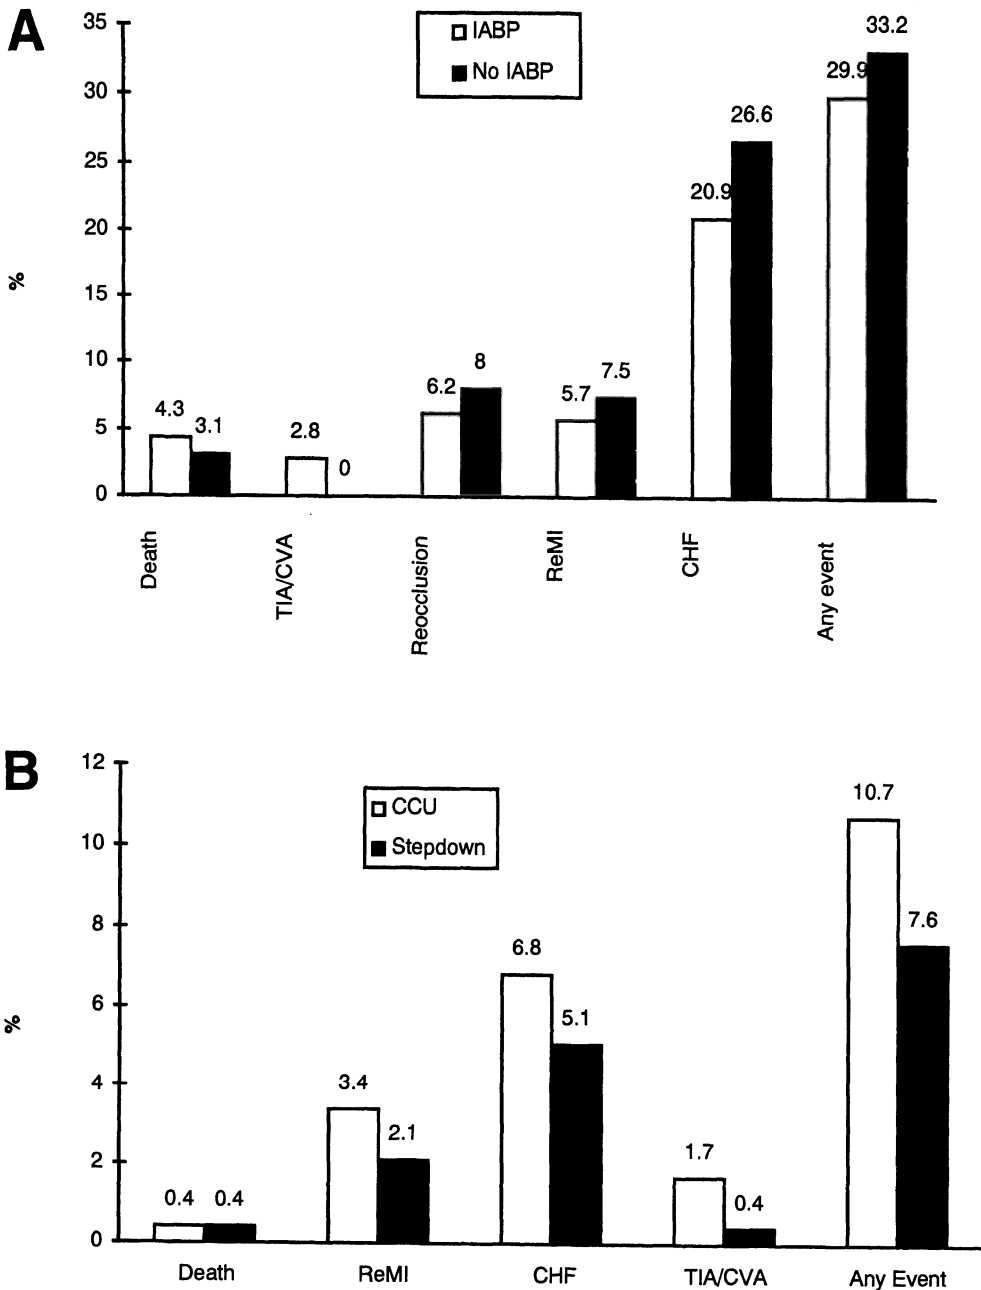 A
35
30
25
20
15
10
5
0
%
IABP
No IABP
4.3
3.1
2.8
0
6.2
8
5.7
7.5
20.9
26.6
29.9
33.2
Death
TIA/CVA
Reocclusion
ReMI
CHF
Any event
B
12
10
8
6
4
2
0
%
CCU
Stepdown
0.4 0.4
3.4
2.1
6.8
5.1
1.7
0.4
10.7
7.6
Death ReMI CHF TIA/CVA Any Event